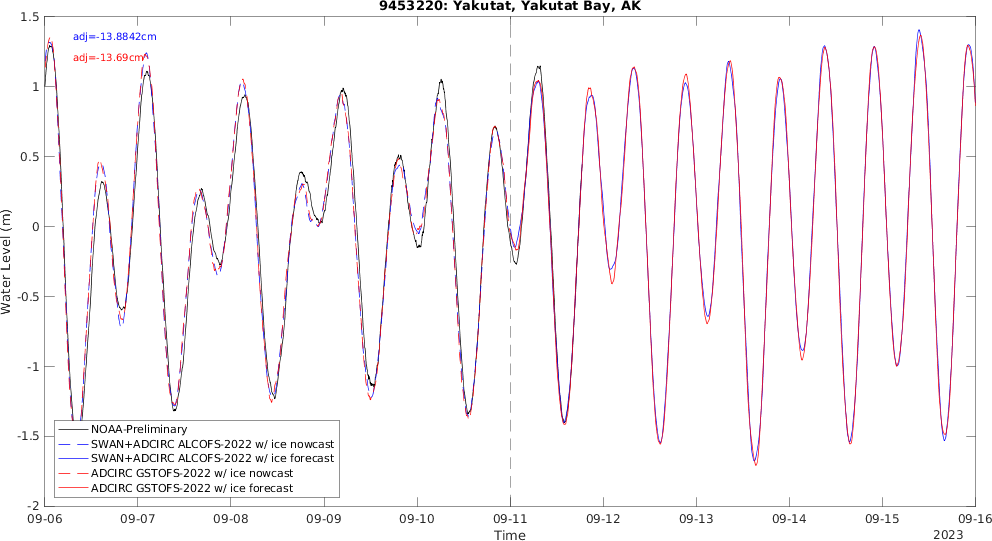 9453220: Yakutat, Yakutat Bay, AK
adj=-13.8842cm
adj=-13.69cm
1.5
1
0.5
0
-0.5
-1
-1.5
-2
Water Level (m)
NOAA-Preliminary
SWAN+ADCIRC ALCOFS-2022 w/ ice nowcast
SWAN+ADCIRC ALCOFS-2022 w/ ice forecast
ADCIRC GSTOFS-2022 w/ ice nowcast
ADCIRC GSTOFS-2022 w/ ice forecast
09-06 09-07 09-08 09-09 09-10 09-11 09-12 09-13 09-14 09-15 09-16
Time
2023